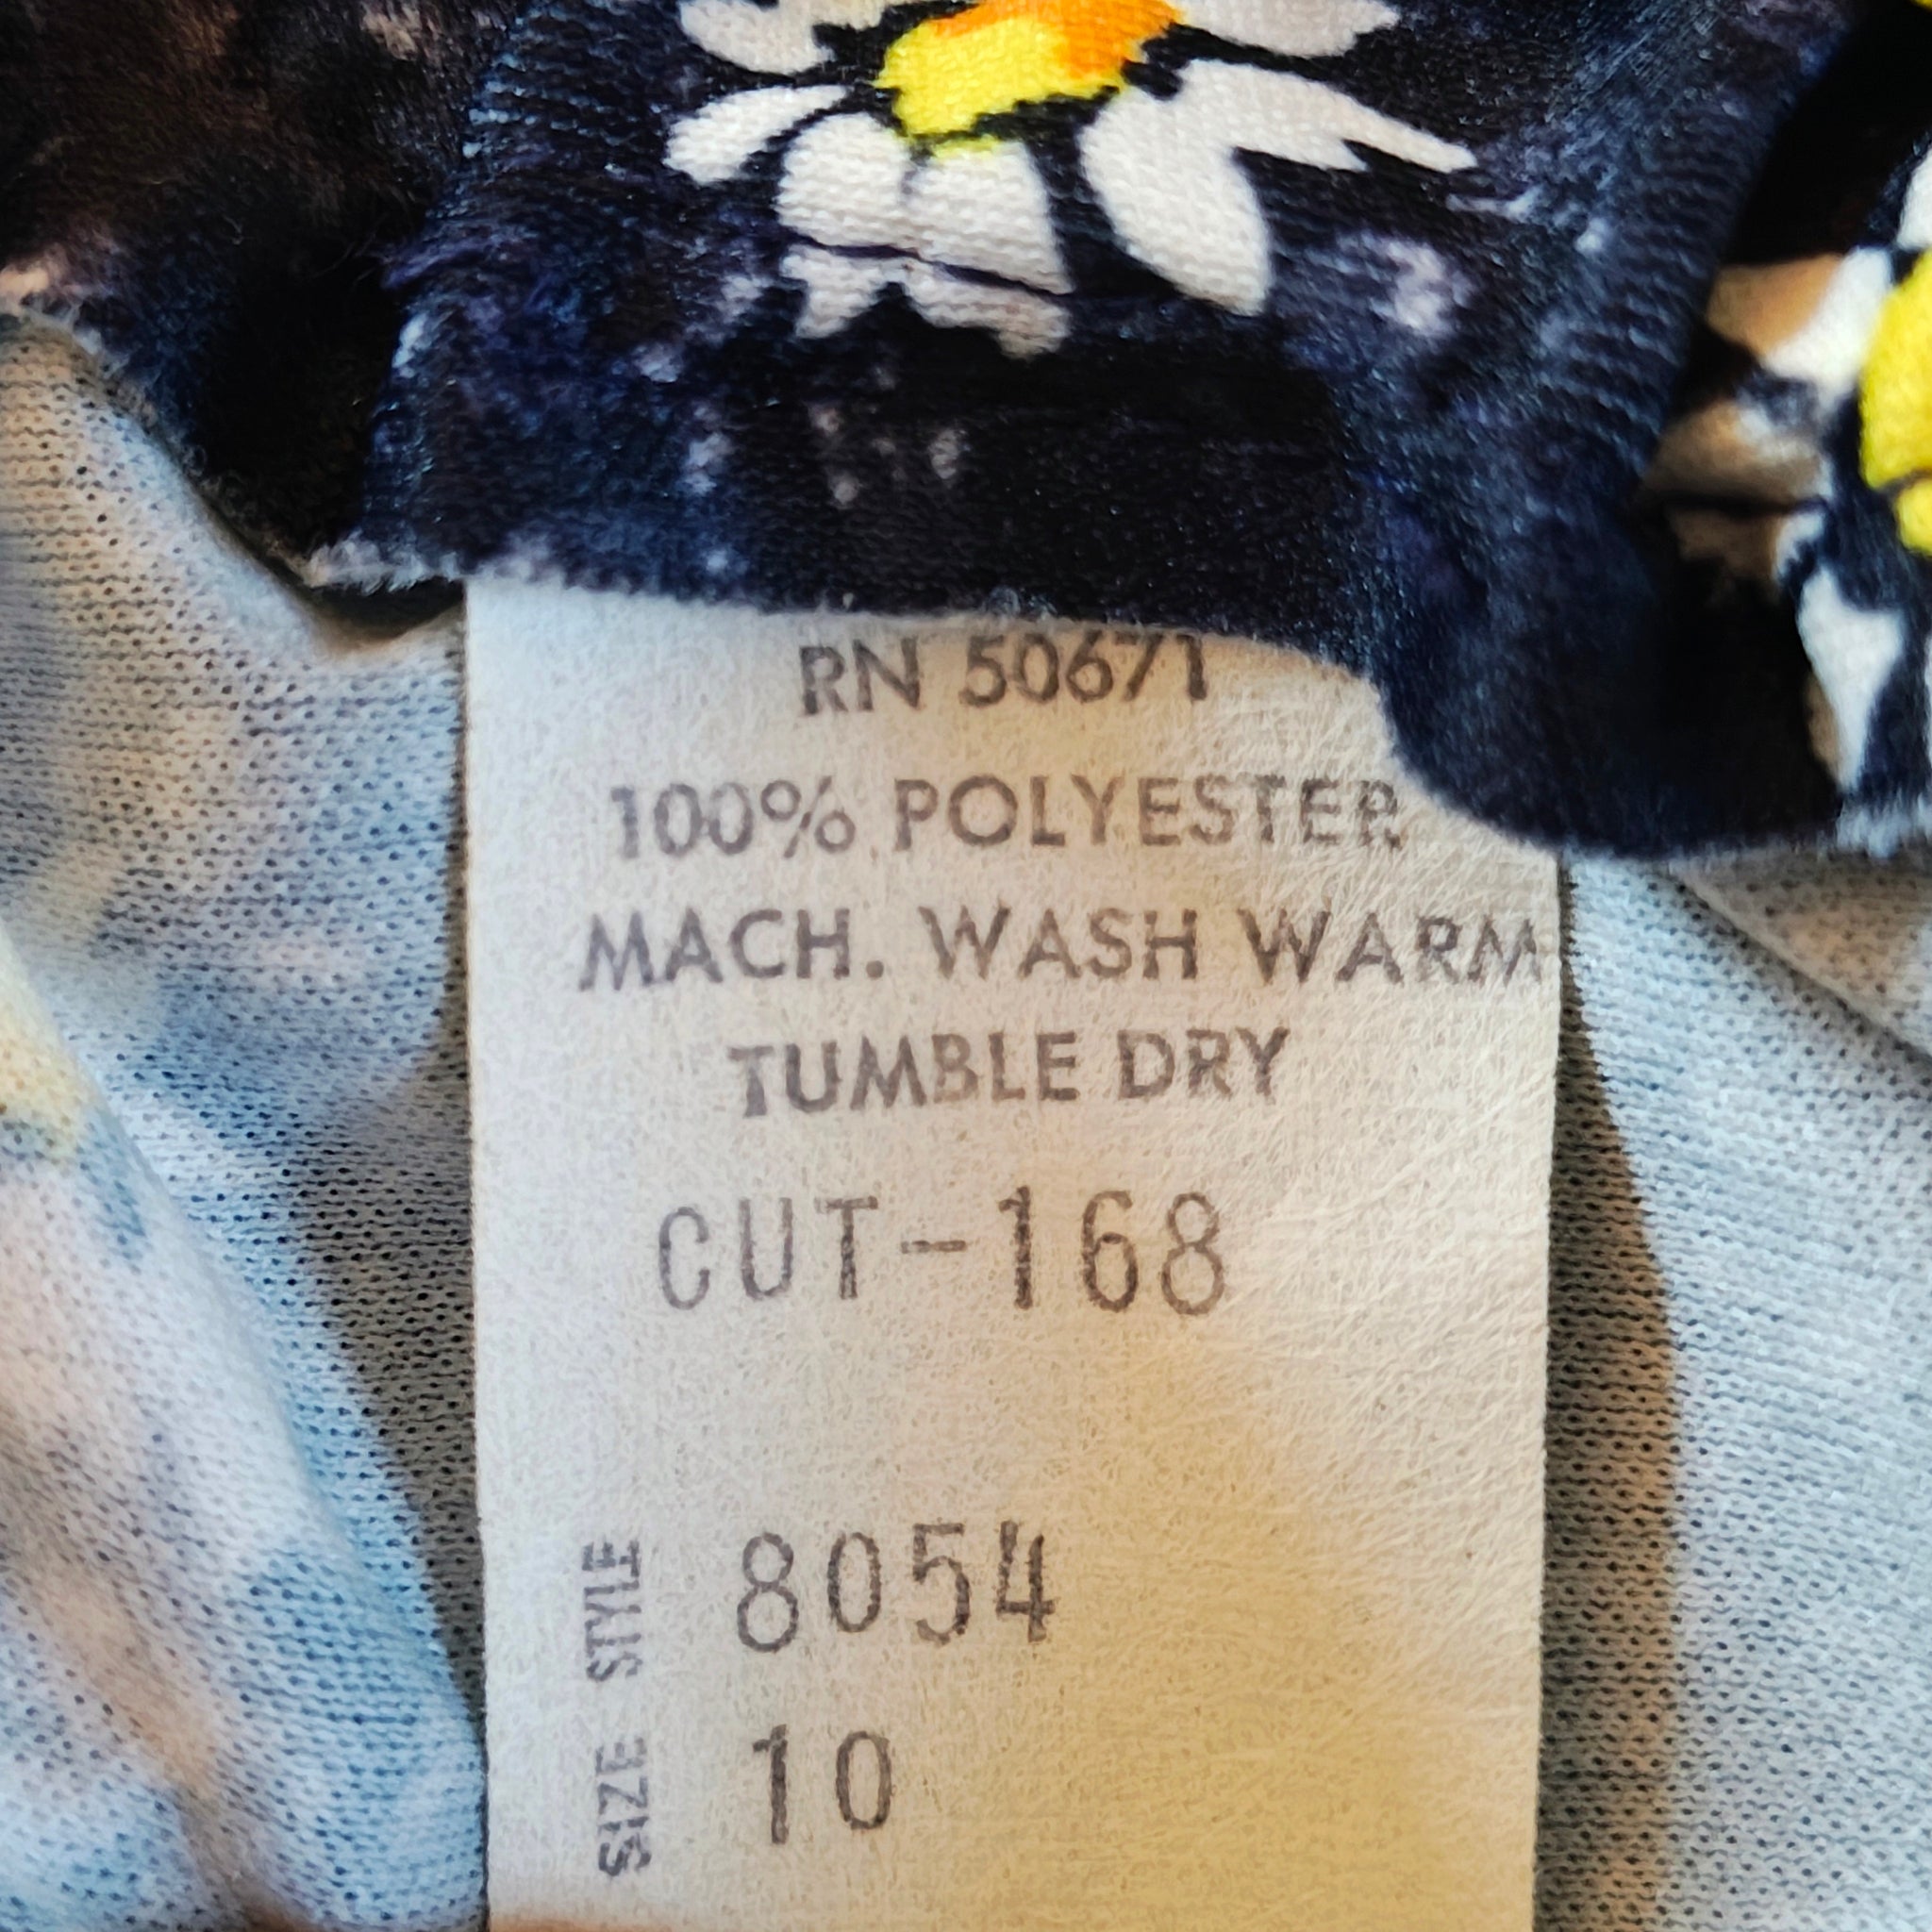 RN 50671
100% POLYESTER
MACH. WASH WARM
TUMBLE DRY
CUT-168
STYLE 8054
SIZE 10